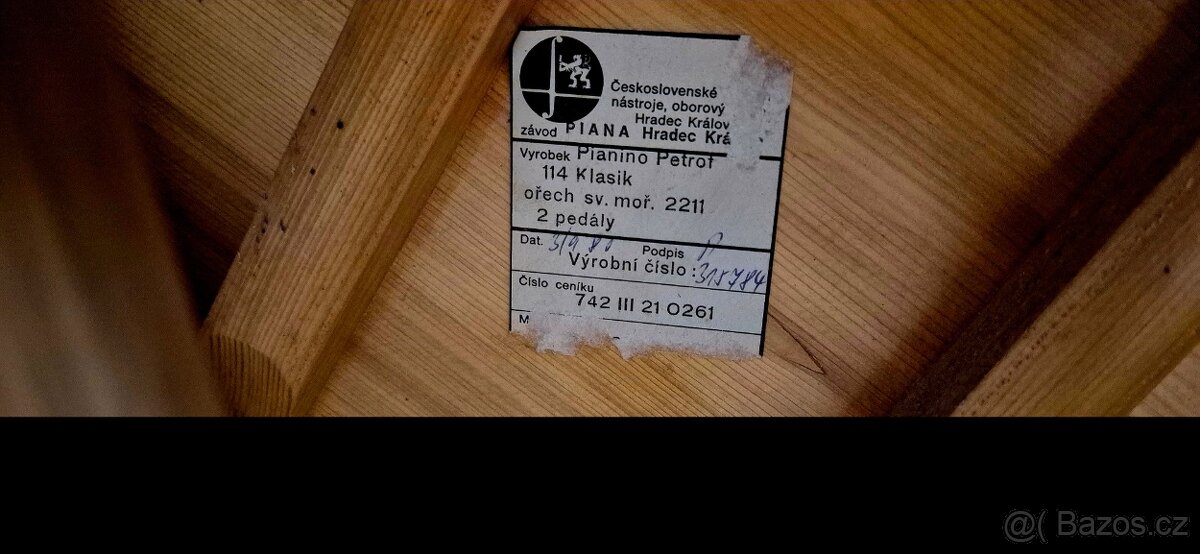 Československé
nástroje, oborový
Hradec Králov
závod PIANA Hradec Krá
Vyrobek Pianino Petrof
114 Klasik
ořech sv. moř. 2211
2 pedály
Dat. Podpis
Výrobní číslo: 315784
Číslo ceníku
742 III 21 0261
M
@( Bazos.cz